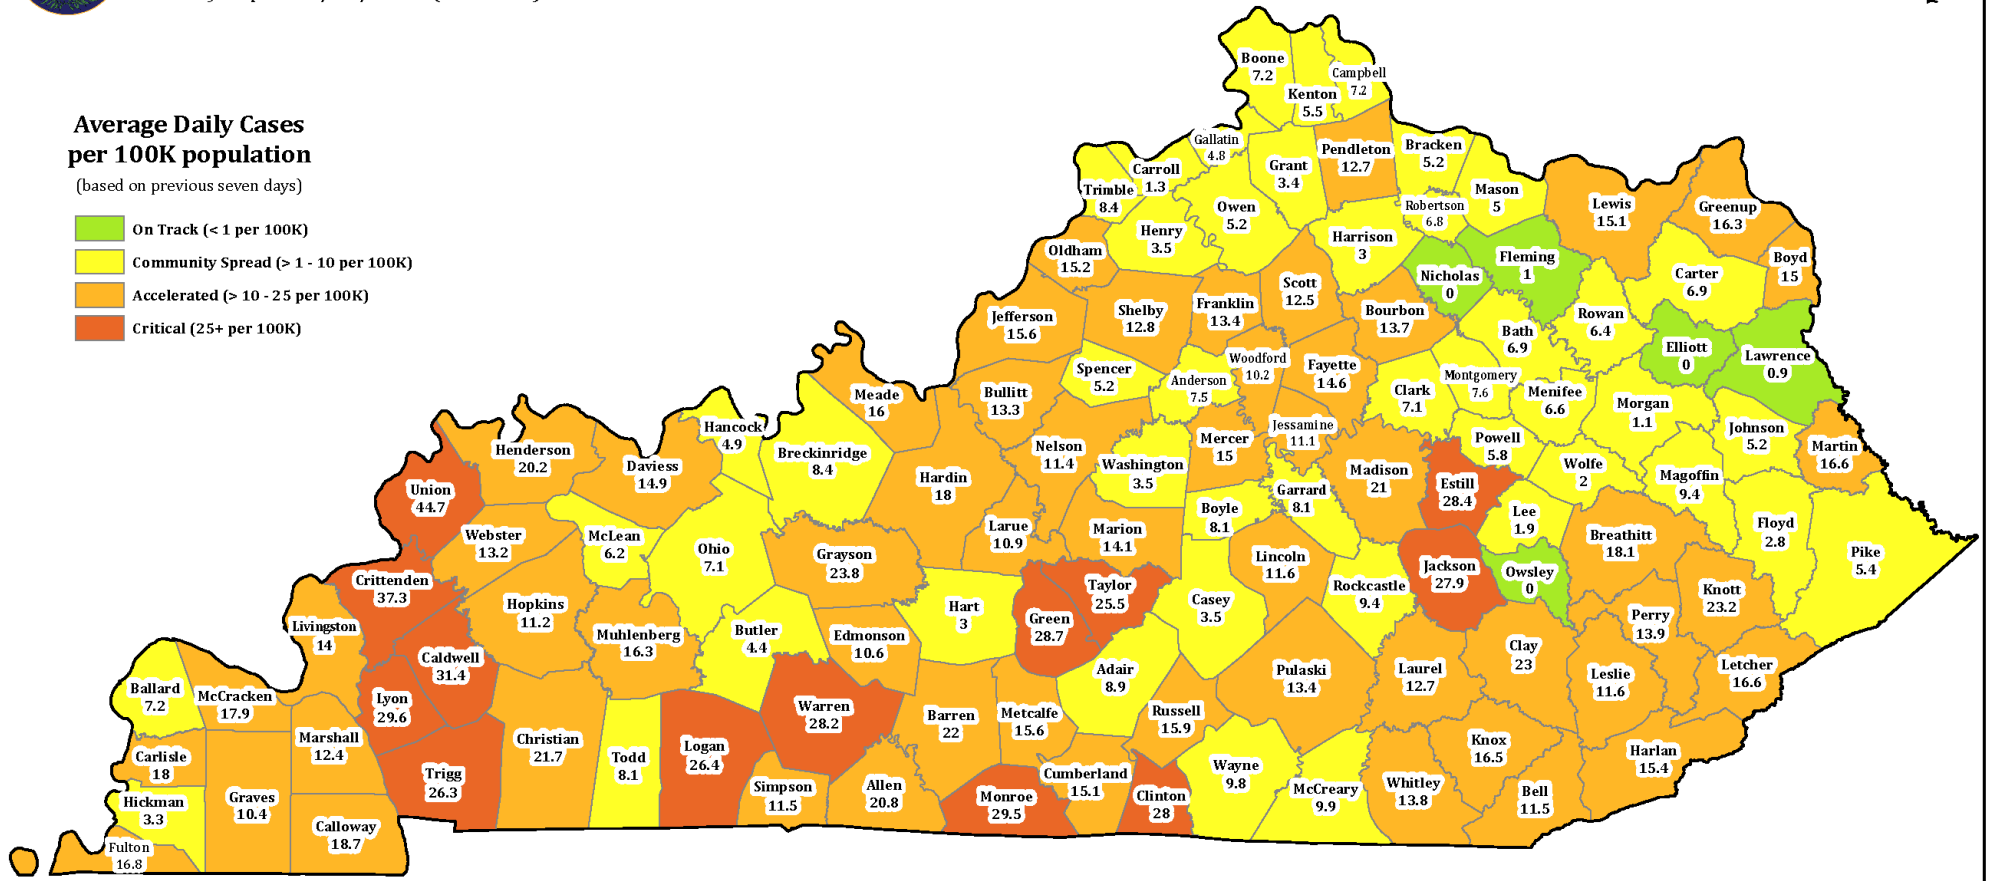 Average Daily Cases
per 100K population
(based on previous seven days)
On Track (< 1 per 100K)
Community Spread (> 1 - 10 per 100K)
Accelerated (> 10 - 25 per 100K)
Critical (25+ per 100K)
Boone
7.2
Kenton
5.5
Campbell
7.2
Gallatin
4.8
Carroll
1.3
Trimble
8.4
Grant
3.4
Pendleton
12.7
Bracken
5.2
Mason
5
Robertson
6.8
Lewis
15.1
Greenup
16.3
Boyd
15
Carter
6.9
Owen
5.2
Henry
3.5
Oldham
15.2
Harrison
3
Nicholas
0
Fleming
1
Rowan
6.4
Elliott
0
Lawrence
0.9
Jefferson
15.6
Shelby
12.8
Franklin
13.4
Scott
12.5
Bourbon
13.7
Bath
6.9
Spencer
5.2
Anderson
7.5
Woodford
10.2
Fayette
14.6
Clark
7.1
Montgomery
7.6
Menifee
6.6
Morgan
1.1
Johnson
5.2
Martin
16.6
Meade
16
Bullitt
13.3
Hancock
4.9
Breckinridge
8.4
Nelson
11.4
Washington
3.5
Mercer
15
Jessamine
11.1
Madison
21
Powell
5.8
Estill
28.4
Wolfe
2
Magoffin
9.4
Floyd
2.8
Pike
5.4
Henderson
20.2
Daviess
14.9
Union
44.7
Webster
13.2
McLean
6.2
Ohio
7.1
Hardin
18
Grayson
23.8
Larue
10.9
Marion
14.1
Boyle
8.1
Garrard
8.1
Lincoln
11.6
Rockcastle
9.4
Jackson
27.9
Lee
1.9
Owsley
0
Breathitt
18.1
Knott
23.2
Perry
13.9
Crittenden
37.3
Livingston
14
Caldwell
31.4
Hopkins
11.2
Muhlenberg
16.3
Butler
4.4
Edmonson
10.6
Hart
3
Green
28.7
Taylor
25.5
Casey
3.5
Adair
8.9
Pulaski
13.4
Laurel
12.7
Clay
23
Leslie
11.6
Letcher
16.6
Ballard
7.2
McCracken
17.9
Lyon
29.6
Marshall
12.4
Carlisle
18
Hickman
3.3
Fulton
16.8
Graves
10.4
Calloway
18.7
Trigg
26.3
Christian
21.7
Todd
8.1
Logan
26.4
Warren
28.2
Simpson
11.5
Allen
20.8
Barren
22
Metcalfe
15.6
Monroe
29.5
Cumberland
15.1
Russell
15.9
Clinton
28
Wayne
9.8
McCreary
9.9
Whitley
13.8
Knox
16.5
Bell
11.5
Harlan
15.4